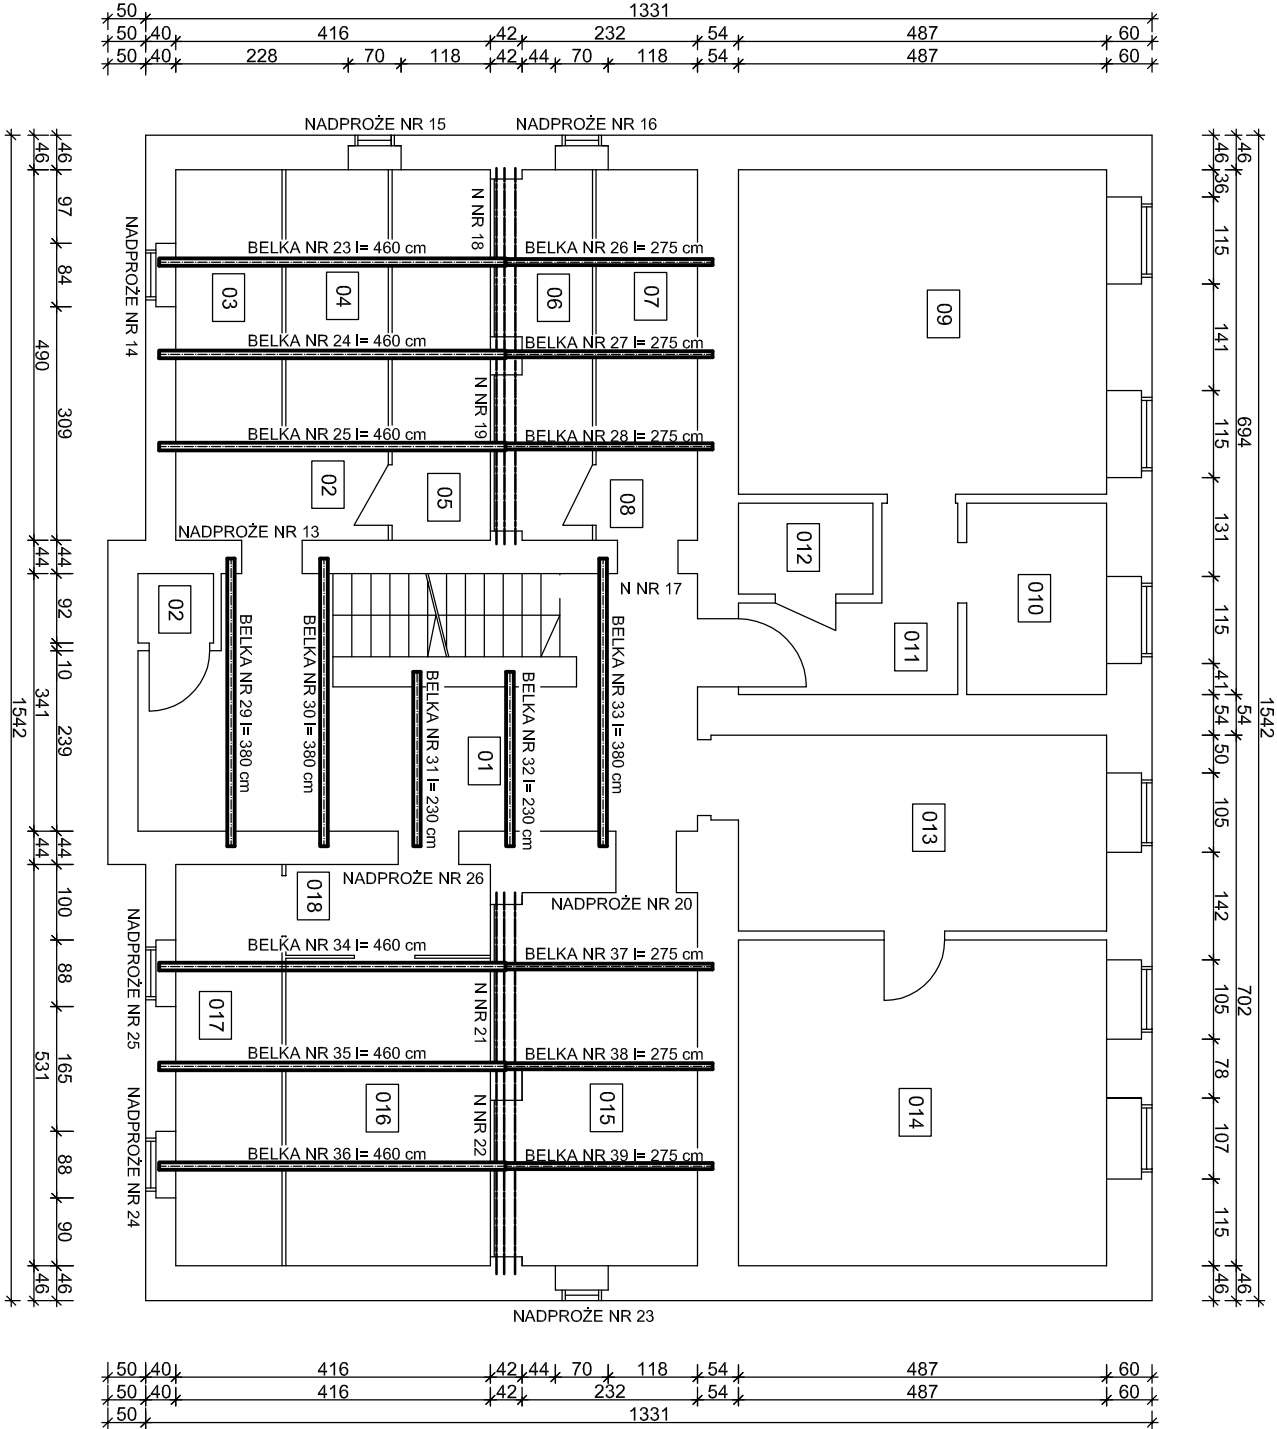 50 1331
50 40 416 42 232 54 487 60
50 40 228 70 118 42 44 70 118 54 487 60
NADPROŻE NR 15 NADPROŻE NR 16
46 97 84 309 44 92 10 239 44 100 88 165 88 90 46
46 490 44 341 44 531 46
1542
46 36 115 141 115 131 115 41 54 50 105 142 105 78 107 115 46
46 694 54 702 46
1542
NADPROŻE NR 14
N NR 18
BELKA NR 23 l= 460 cm BELKA NR 26 l= 275 cm
03 04 06 07 09
BELKA NR 24 l= 460 cm BELKA NR 27 l= 275 cm
N NR 19
BELKA NR 25 l= 460 cm BELKA NR 28 l= 275 cm
02 05 08
NADPROŻE NR 13
012
N NR 17
02 010
011
BELKA NR 29 l= 380 cm
BELKA NR 30 l= 380 cm
BELKA NR 31 l= 230 cm
01
BELKA NR 32 l= 230 cm
BELKA NR 33 l= 380 cm
013
NADPROŻE NR 26
018
NADPROŻE NR 20
NADPROŻE NR 25
BELKA NR 34 l= 460 cm BELKA NR 37 l= 275 cm
017
N NR 21
BELKA NR 35 l= 460 cm BELKA NR 38 l= 275 cm
NADPROŻE NR 24
016
N NR 22
015 014
BELKA NR 36 l= 460 cm BELKA NR 39 l= 275 cm
NADPROŻE NR 23
50 40 416 42 44 70 118 54 487 60
50 40 416 42 232 54 487 60
50 1331